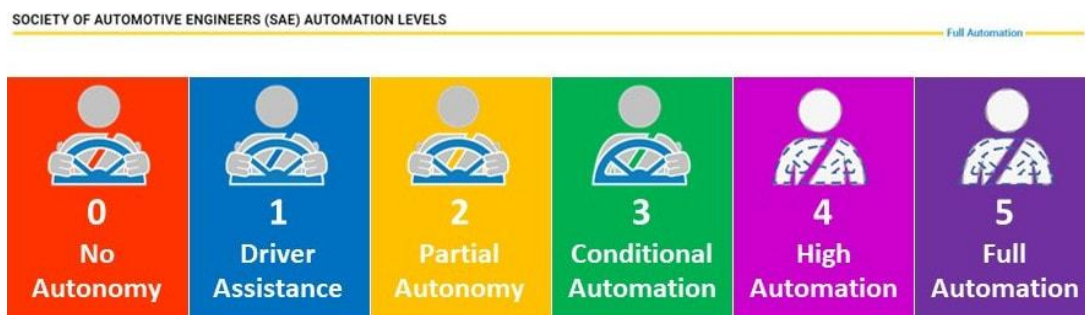 SOCIETY OF AUTOMOTIVE ENGINEERS (SAE) AUTOMATION LEVELS
Full Automation
0
No
Autonomy
1
Driver
Assistance
2
Partial
Autonomy
3
Conditional
Automation
4
High
Automation
5
Full
Automation